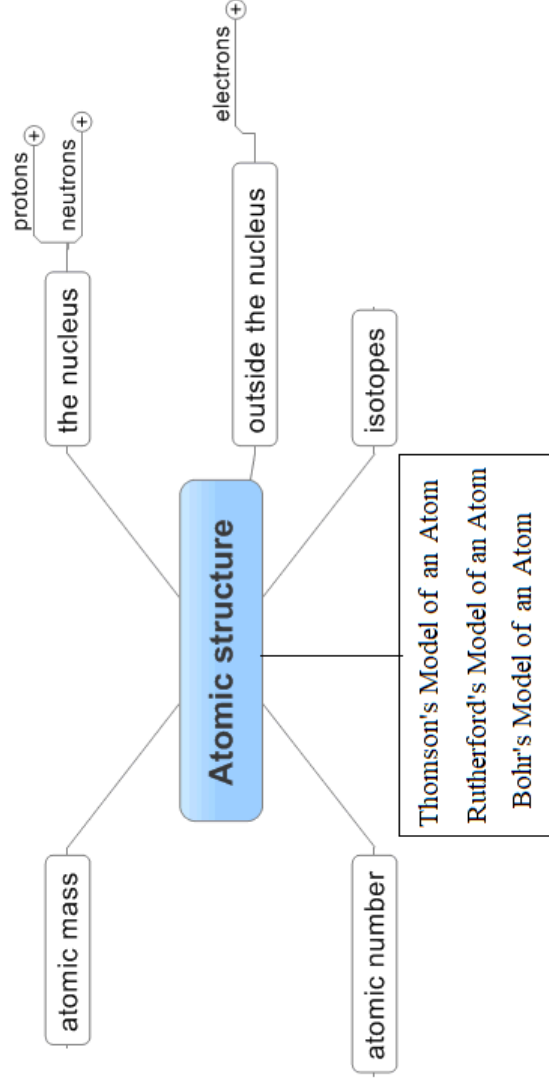 protons
neutrons
the nucleus
electrons
outside the nucleus
isotopes
Atomic structure
atomic mass
atomic number
Thomson's Model of an Atom
Rutherford's Model of an Atom
Bohr's Model of an Atom